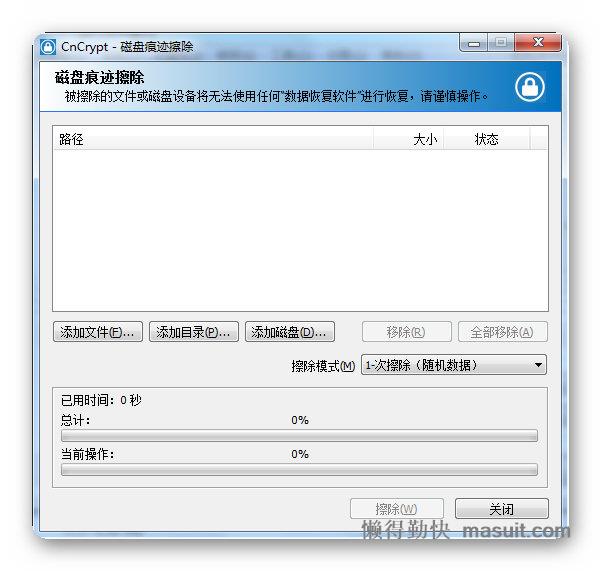 CnCrypt - 磁盘痕迹擦除
磁盘痕迹擦除
被擦除的文件或磁盘设备将无法使用任何"数据恢复软件"进行恢复，请谨慎操作。
路径 大小 状态
添加文件(F)... 添加目录(P)... 添加磁盘(D)... 移除(R) 全部移除(A)
擦除模式(M) 1-次擦除（随机数据）
已用时间：0 秒
总计： 0%
当前操作： 0%
擦除(W) 关闭
懒得勤快 masuit.com